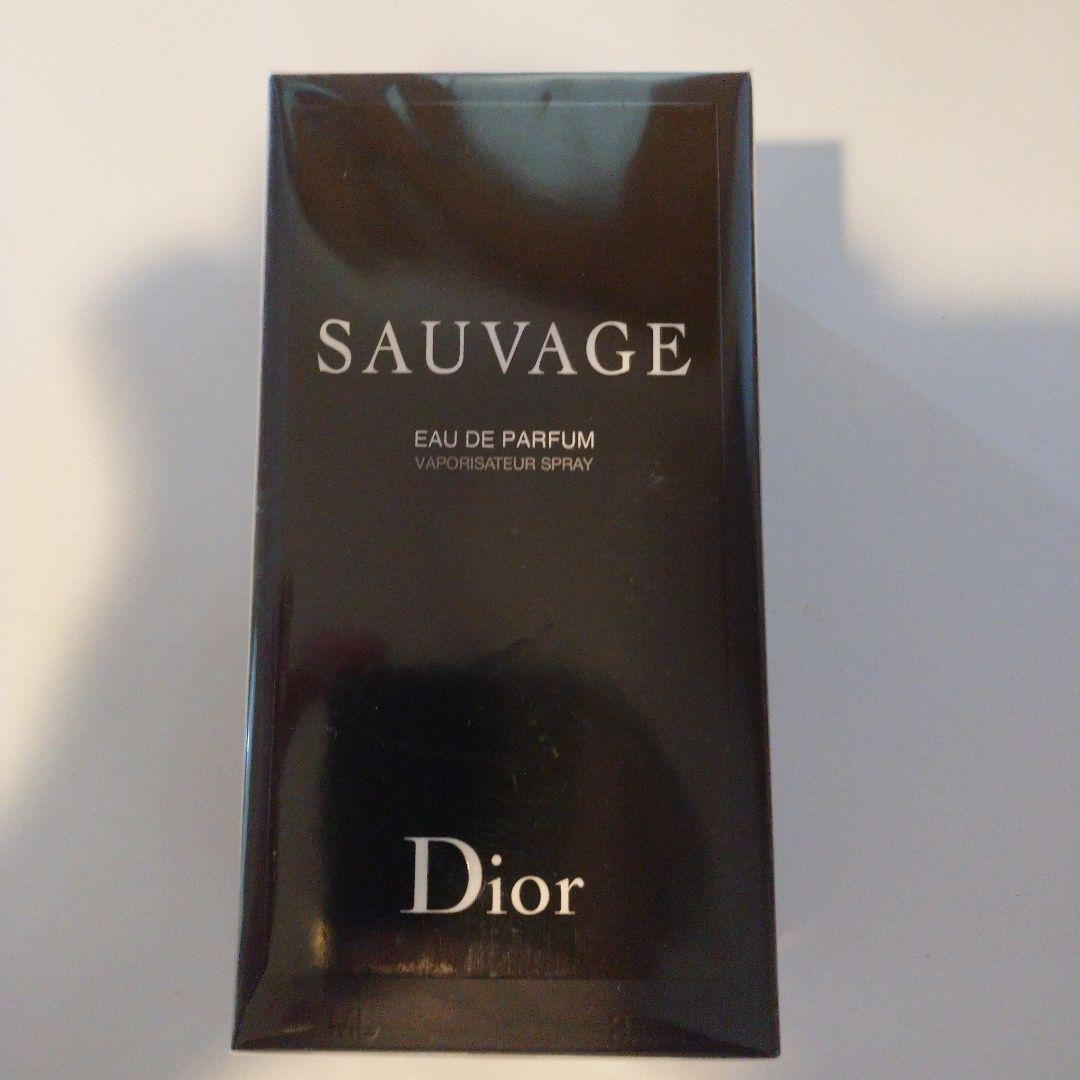 SAUVAGE
EAU DE PARFUM
VAPORISATEUR SPRAY
Dior